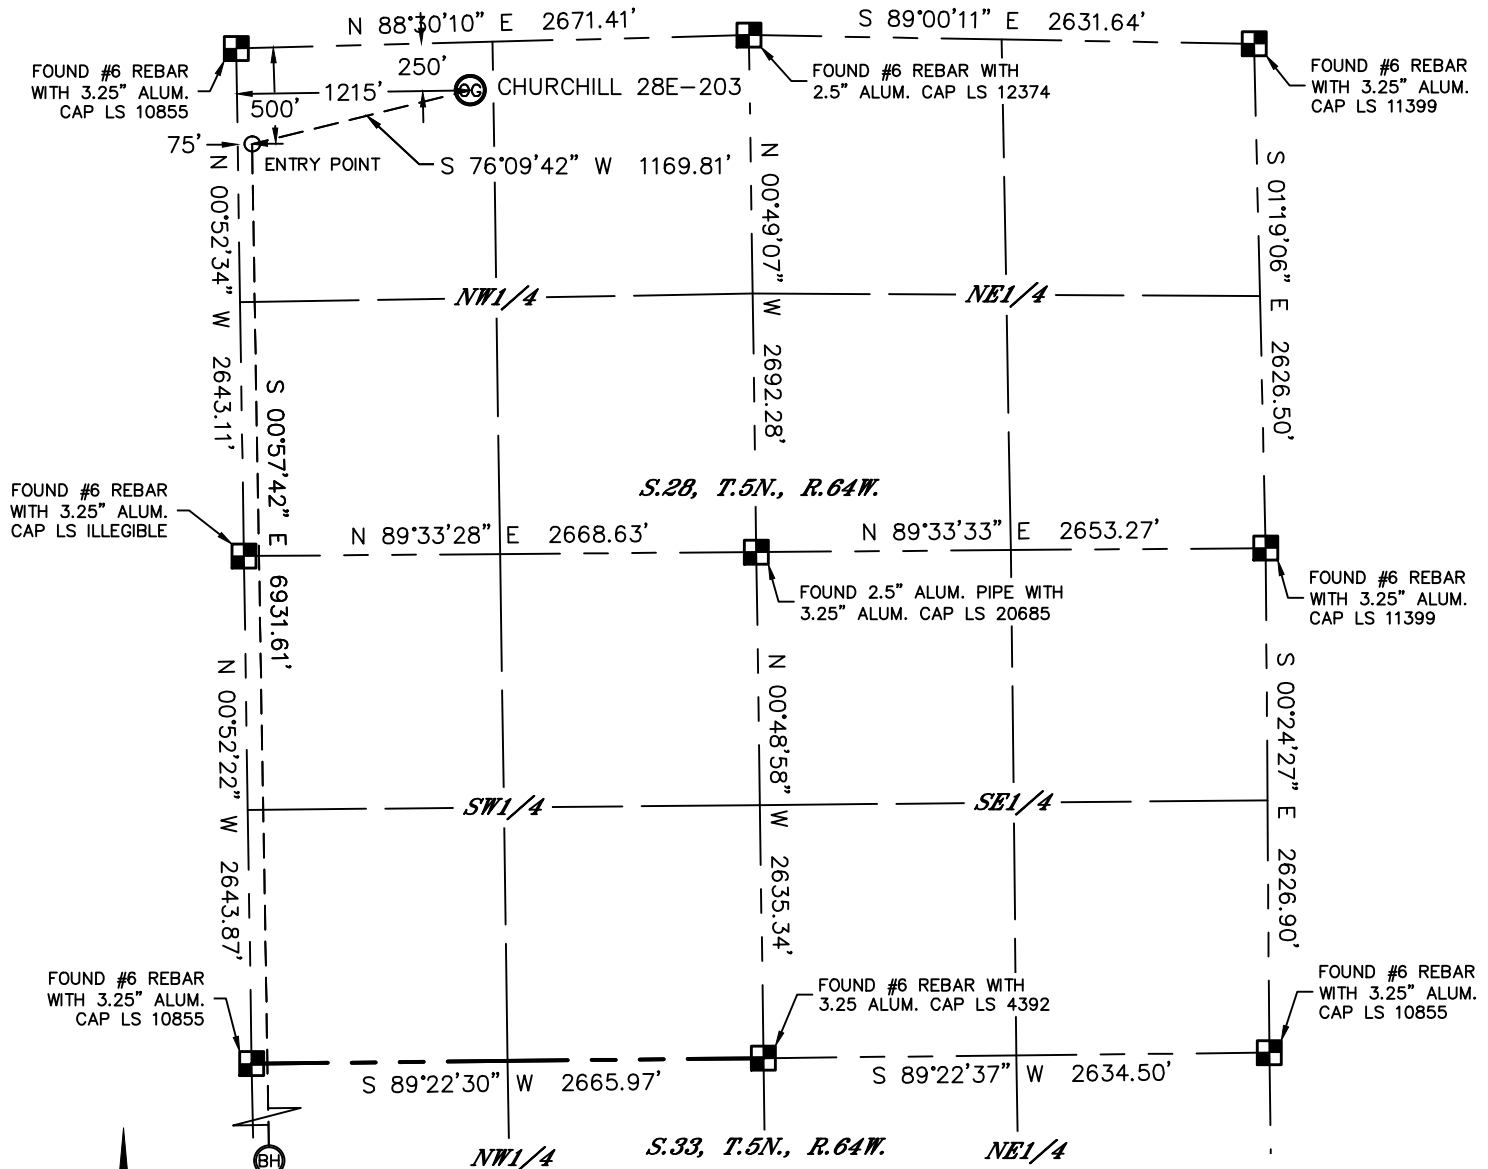 N 88°30'10" E 2671.41'
S 89°00'11" E 2631.64'
FOUND #6 REBAR
WITH 3.25" ALUM.
CAP LS 10855
250'
1215'
500'
OG
CHURCHILL 28E-203
FOUND #6 REBAR WITH
2.5" ALUM. CAP LS 12374
FOUND #6 REBAR
WITH 3.25" ALUM.
CAP LS 11399
75'
ENTRY POINT
S 76°09'42" W 1169.81'
N 00°52'34" W 2643.11'
N 00°49'07" W 2692.28'
S 01°19'06" E 2626.50'
NW1/4
NE1/4
S 00°57'42" E 6931.61'
S.28, T.5N., R.64W.
FOUND #6 REBAR
WITH 3.25" ALUM.
CAP LS ILLEGIBLE
N 89°33'28" E 2668.63'
N 89°33'33" E 2653.27'
FOUND 2.5" ALUM. PIPE WITH
3.25" ALUM. CAP LS 20685
FOUND #6 REBAR
WITH 3.25" ALUM.
CAP LS 11399
N 00°52'22" W 2643.87'
N 00°48'58" W 2635.34'
S 00°24'27" E 2626.90'
SW1/4
SE1/4
FOUND #6 REBAR
WITH 3.25" ALUM.
CAP LS 10855
FOUND #6 REBAR WITH
3.25 ALUM. CAP LS 4392
FOUND #6 REBAR
WITH 3.25" ALUM.
CAP LS 10855
S 89°22'30" W 2665.97'
S 89°22'37" W 2634.50'
BH
NW1/4
S.33, T.5N., R.64W.
NE1/4